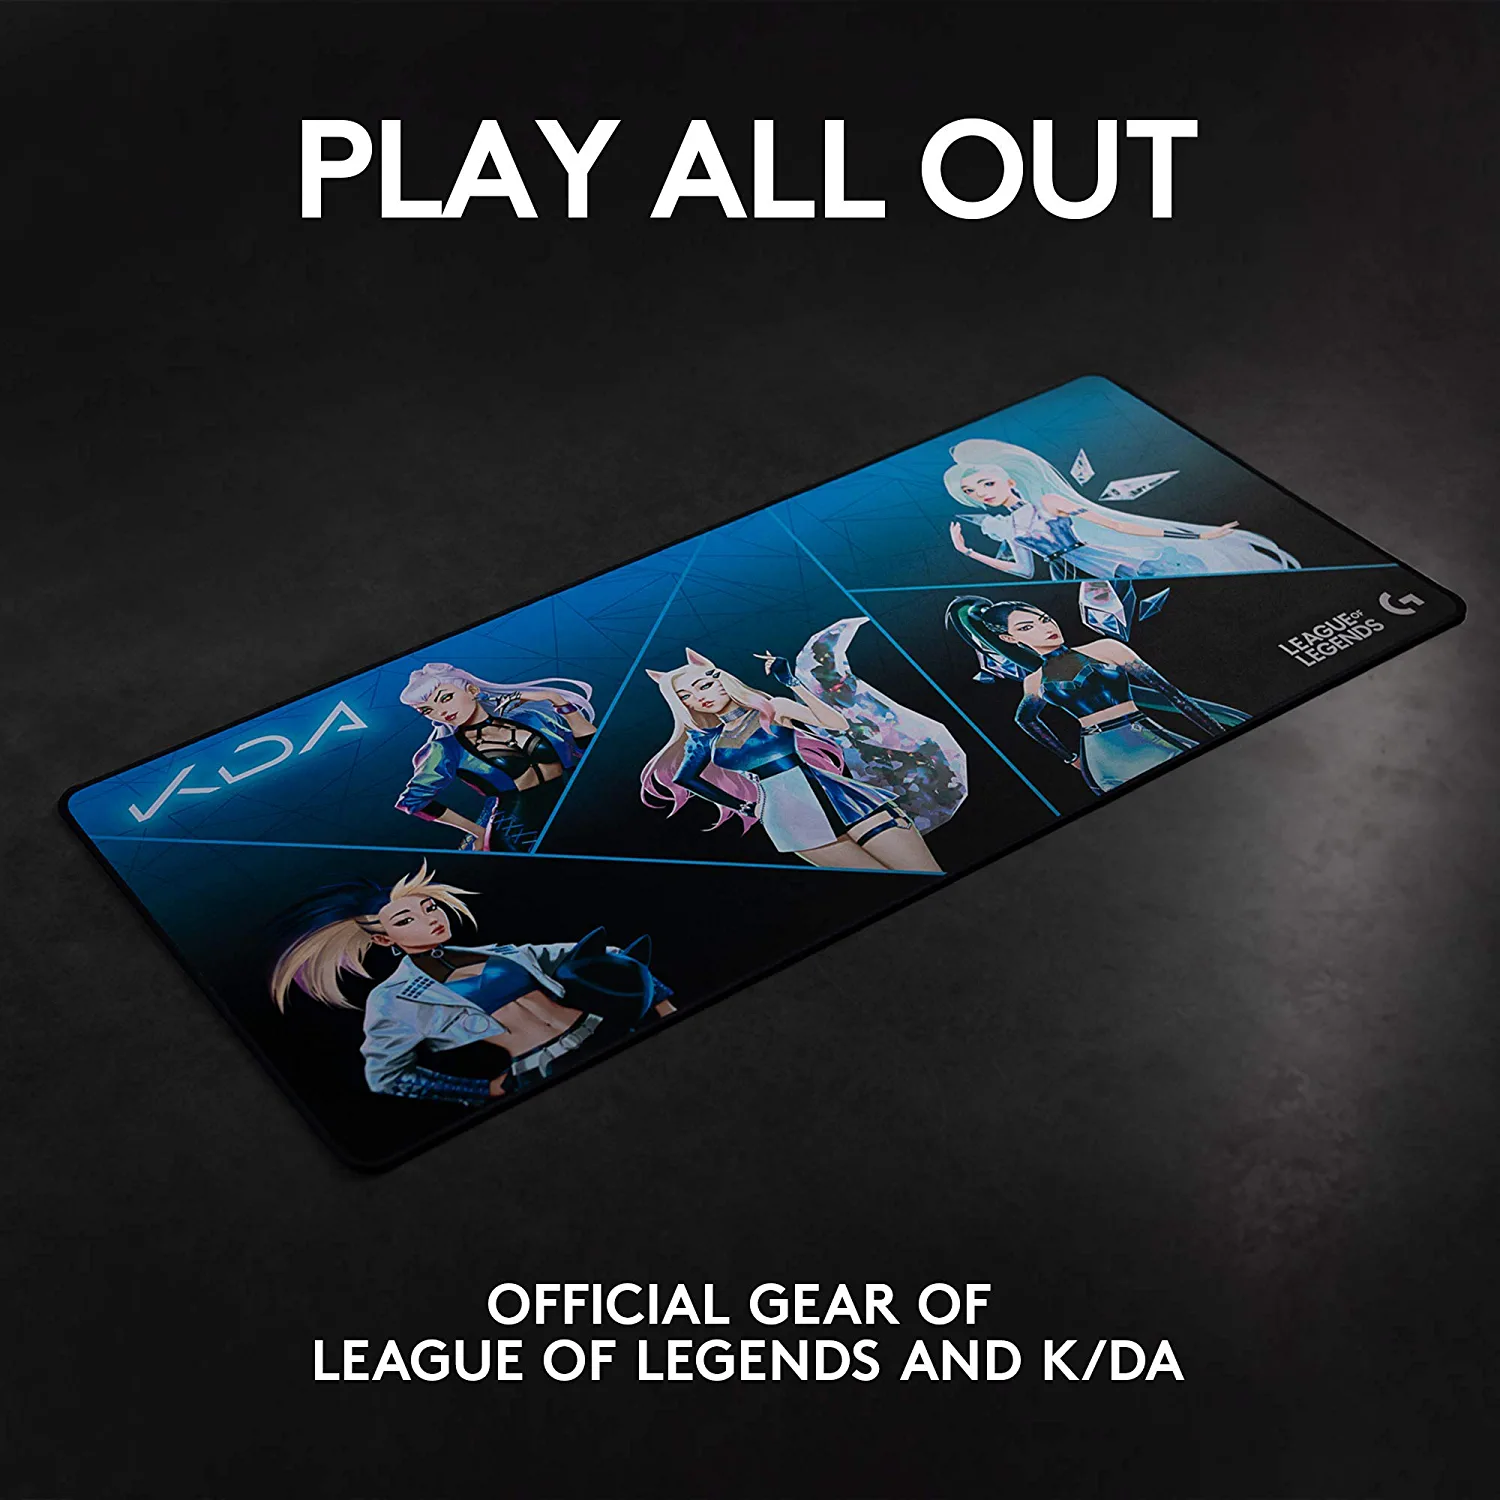 PLAY ALL OUT
K/DA
LEAGUE OF
LEGENDS
G
OFFICIAL GEAR OF
LEAGUE OF LEGENDS AND K/DA